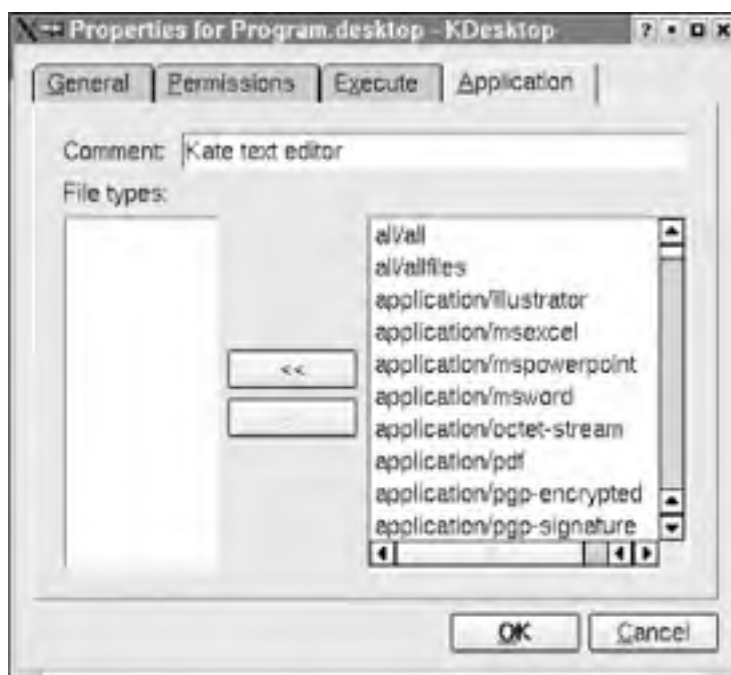 Properties for Program.desktop - KDesktop
General Permissions Execute Application
Comment: Kate text editor
File types:
all/all
all/allfiles
application/illustrator
application/msexcel
<<
application/mspowerpoint
application/msword
application/octet-stream
application/pdf
application/pgp-encrypted
application/pgp-signature
OK Cancel